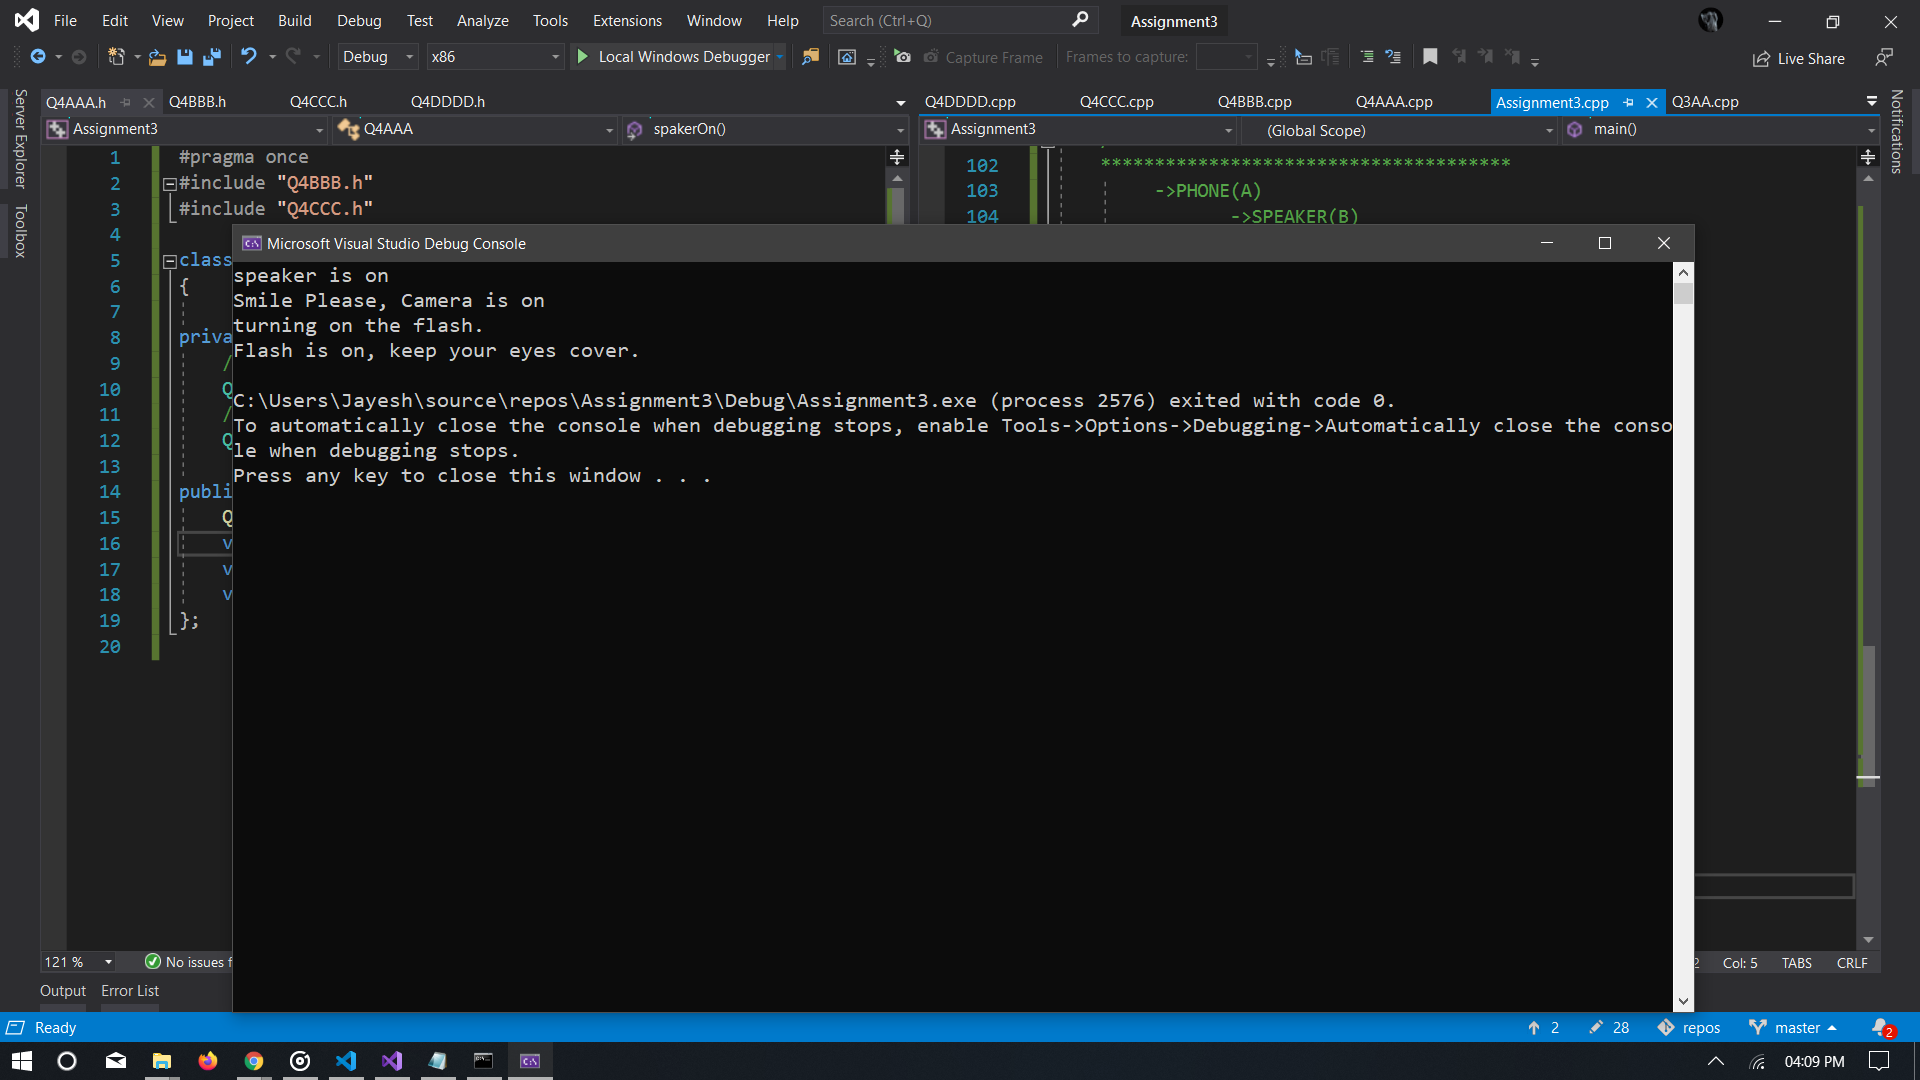 File Edit View Project Build Debug Test Analyze Tools Extensions Window Help Search (Ctrl+Q) Assignment3
Debug x86 Local Windows Debugger Capture Frame Frames to capture: Live Share
Server Explorer
Toolbox
Notifications
Q4AAA.h Q4BBB.h Q4CCC.h Q4DDDD.h
Q4DDDD.cpp Q4CCC.cpp Q4BBB.cpp Q4AAA.cpp Assignment3.cpp Q3AA.cpp
Assignment3 Q4AAA spakerOn()
Assignment3 (Global Scope) main()
1 #pragma once
2 #include "Q4BBB.h"
3 #include "Q4CCC.h"
4
5 class
6 {
7
8 priva
9 /
10 Q
11 /
12 Q
13
14 publi
15 Q
16 v
17 v
18 v
19 };
20
102 **************************************
103 ->PHONE(A)
104 ->SPEAKER(B)
Microsoft Visual Studio Debug Console
speaker is on
Smile Please, Camera is on
turning on the flash.
Flash is on, keep your eyes cover.
C:\Users\Jayesh\source\repos\Assignment3\Debug\Assignment3.exe (process 2576) exited with code 0.
To automatically close the console when debugging stops, enable Tools->Options->Debugging->Automatically close the conso
le when debugging stops.
Press any key to close this window . . .
121 % No issues f
2 Col: 5 TABS CRLF
Output Error List
Ready 2 28 repos master 2
04:09 PM